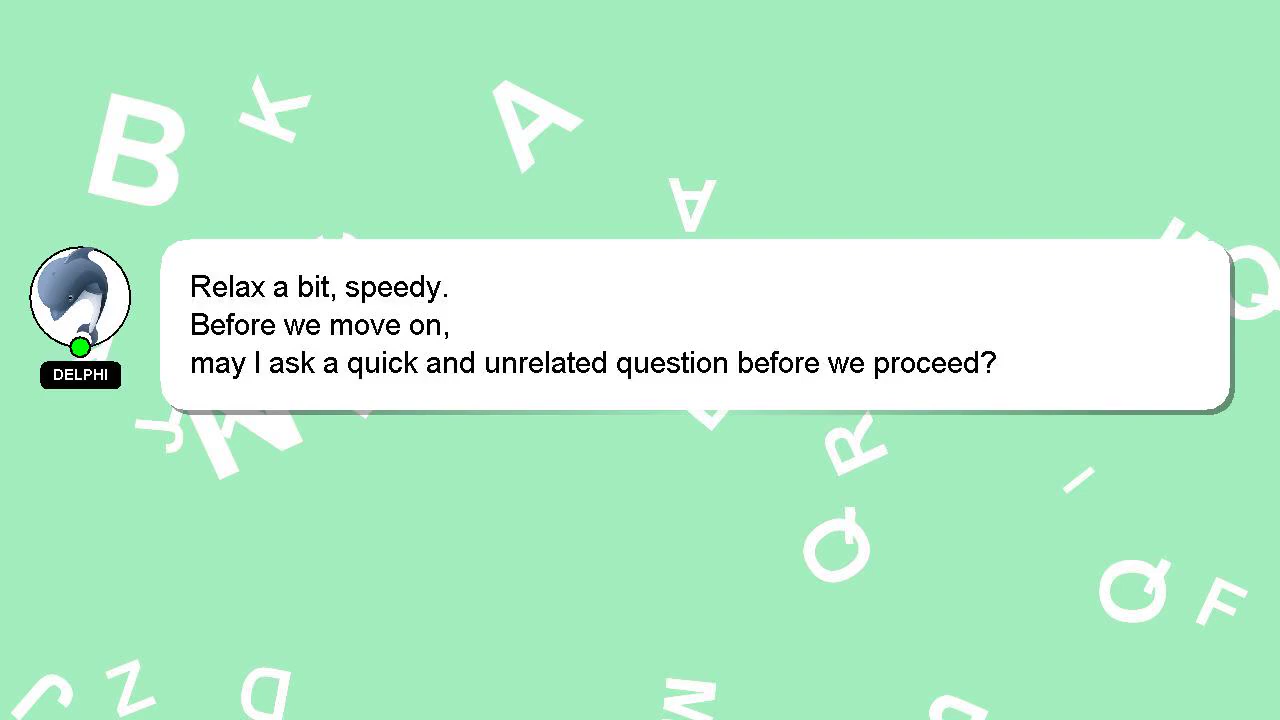 B
K
A
A
Q
Relax a bit, speedy.
Before we move on,
may I ask a quick and unrelated question before we proceed?
DELPHI
J
N
R
I
Q
Q
F
J
Z
D
M